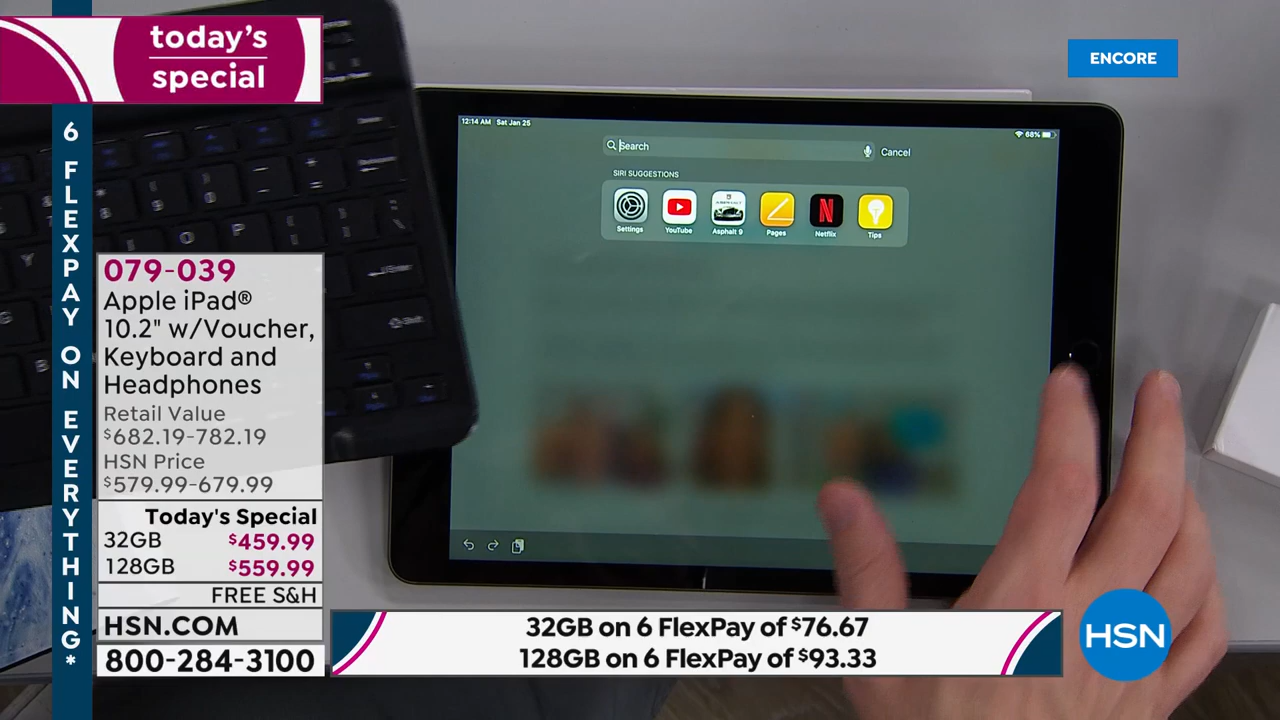 today's
special
ENCORE
6 FLEXPAY ON EVERYTHING*
079-039
Apple iPad®
10.2" w/Voucher,
Keyboard and
Headphones
Retail Value
$682.19-782.19
HSN Price
$579.99-679.99
Today's Special
32GB $459.99
128GB $559.99
FREE S&H
HSN.COM
800-284-3100
12:14 AM Sat Jan 25
68%
Search
Cancel
SIRI SUGGESTIONS
Settings YouTube Asphalt 9 Pages Netflix Tips
32GB on 6 FlexPay of $76.67
128GB on 6 FlexPay of $93.33
HSN
O P